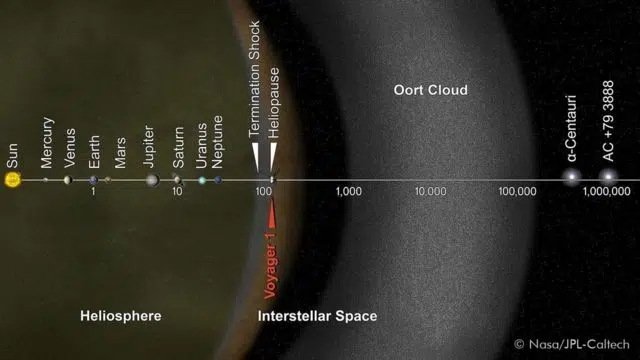 Sun
Mercury
Venus
Earth
Mars
Jupiter
Saturn
Uranus
Neptune
Termination Shock
Heliopause
Oort Cloud
α-Centauri
AC +79 3888
1
10
100
1,000
10.000
100,000
1,000,000
Voyager 1
Heliosphere
Interstellar Space
© Nasa/JPL-Caltech